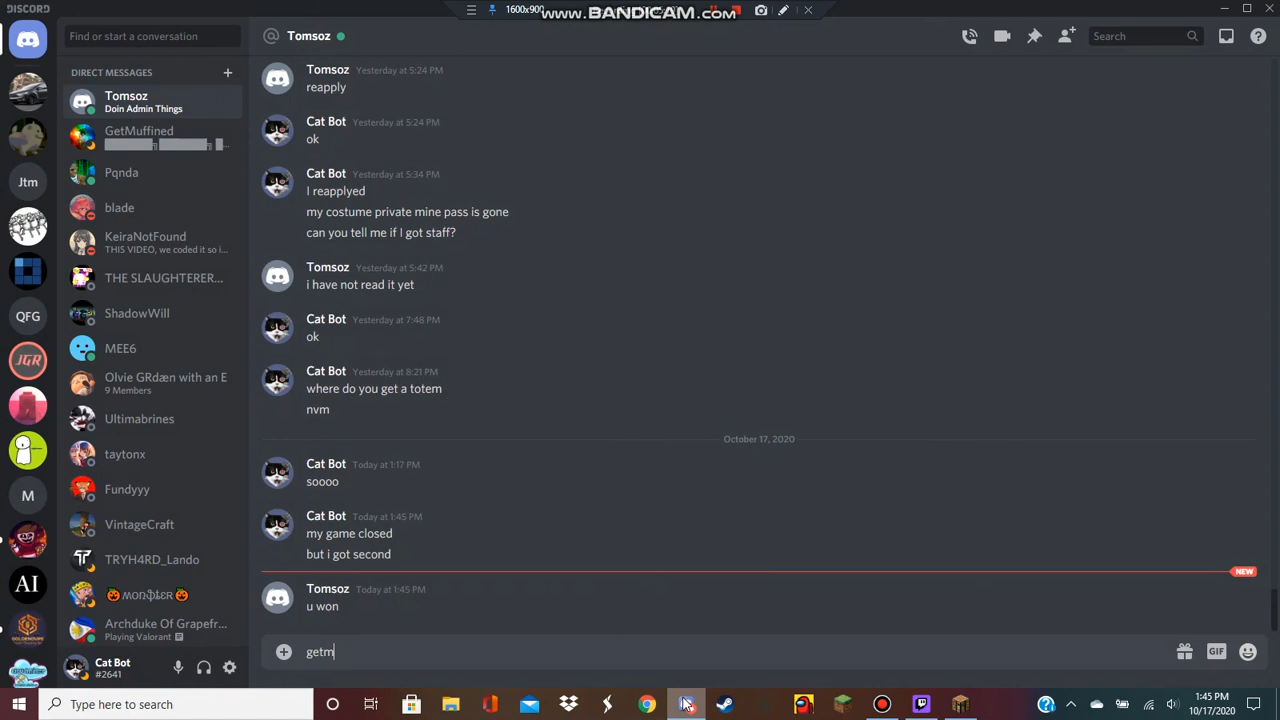 DISCORD
1600x900
www.BANDICAM.com
Find or start a conversation
@ Tomsoz
Search
DIRECT MESSAGES
Tomsoz
Doin Admin Things
GetMuffined
Pqnda
blade
KeiraNotFound
THIS VIDEO, we coded it so i...
THE SLAUGHTERER...
ShadowWill
MEE6
Olvie GRdæn with an E
9 Members
Ultimabrines
taytonx
Fundyyy
VintageCraft
TRYH4RD_Lando
Archduke Of Grapefr...
Playing Valorant
Cat Bot
#2641
Jtm
QFG
JGR
M
AI
Tomsoz Yesterday at 5:24 PM
reapply
Cat Bot Yesterday at 5:24 PM
ok
Cat Bot Yesterday at 5:34 PM
I reapplyed
my costume private mine pass is gone
can you tell me if I got staff?
Tomsoz Yesterday at 5:42 PM
i have not read it yet
Cat Bot Yesterday at 7:48 PM
ok
Cat Bot Yesterday at 8:21 PM
where do you get a totem
nvm
October 17, 2020
Cat Bot Today at 1:17 PM
soooo
Cat Bot Today at 1:45 PM
my game closed
but i got second
NEW
Tomsoz Today at 1:45 PM
u won
getm
GIF
Type here to search
1:45 PM
10/17/2020